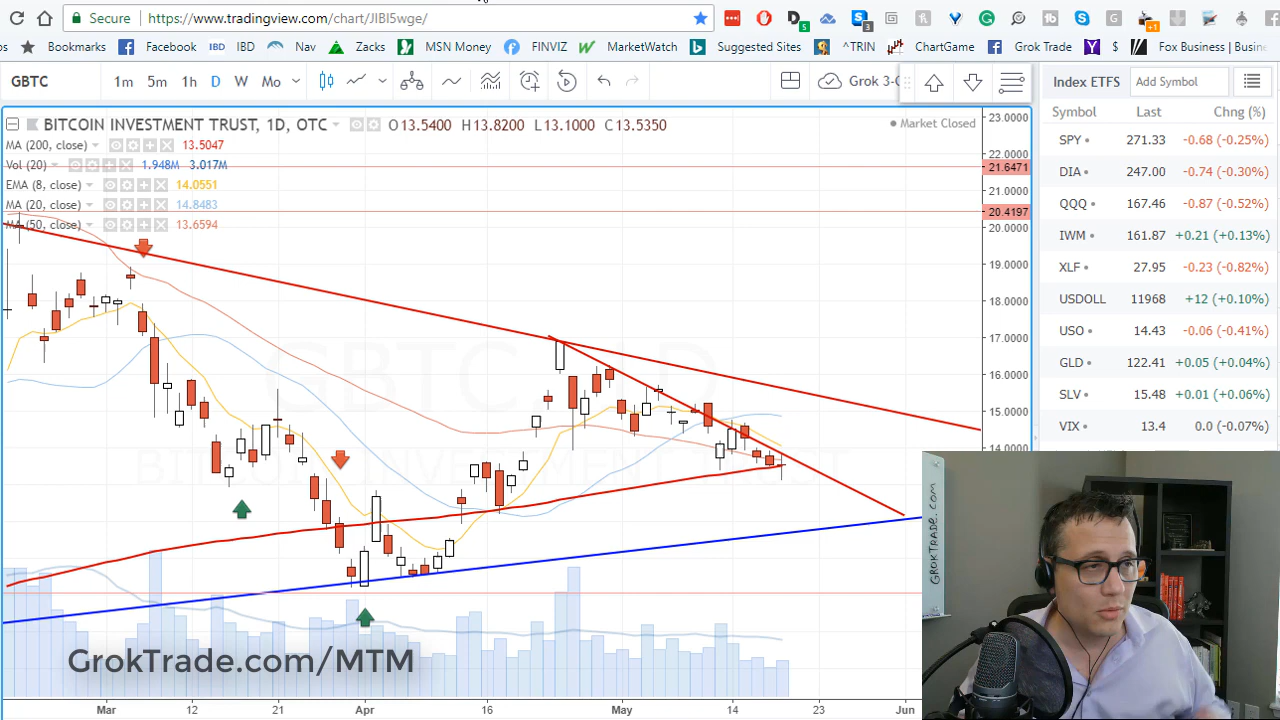 Secure https://www.tradingview.com/chart/JIBI5wge/
Bookmarks Facebook IBD IBD Nav Zacks MSN Money FINVIZ MarketWatch Suggested Sites ^TRIN ChartGame Grok Trade $ Fox Business | Busine
GBTC 1m 5m 1h D W Mo Grok 3-
Index ETFS Add Symbol
BITCOIN INVESTMENT TRUST, 1D, OTC O13.5400 H13.8200 L13.1000 C13.5350
Market Closed
MA (200, close) 13.5047
Vol (20) 1.948M 3.017M
EMA (8, close) 14.0551
MA (20, close) 14.8483
MA (50, close) 13.6594
23.0000
22.0000
21.6471
21.0000
20.4197
20.0000
19.0000
18.0000
17.0000
16.0000
15.0000
14.0000
Symbol Last Chng (%)
SPY 271.33 -0.68 (-0.25%)
DIA 247.00 -0.74 (-0.30%)
QQQ 167.46 -0.87 (-0.52%)
IWM 161.87 +0.21 (+0.13%)
XLF 27.95 -0.23 (-0.82%)
USDOLL 11968 +12 (+0.10%)
USO 14.43 -0.06 (-0.41%)
GLD 122.41 +0.05 (+0.04%)
SLV 15.48 +0.01 (+0.06%)
VIX 13.4 0.0 (-0.07%)
GBTC, 1D
BITCOIN INVESTMENT TRUST
GROKTRADE.com
GrokTrade.com/MTM
Mar 12 21 Apr 16 May 14 23 Jun